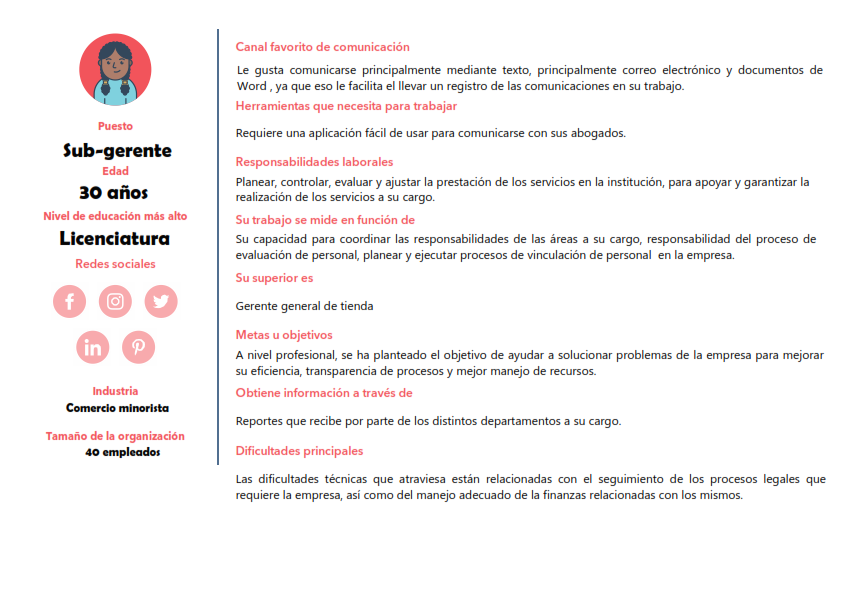 Puesto
Sub-gerente
Edad
30 años
Nivel de educación más alto
Licenciatura
Redes sociales
Industria
Comercio minorista
Tamaño de la organización
40 empleados
Canal favorito de comunicación
Le gusta comunicarse principalmente mediante texto, principalmente correo electrónico y documentos de
Word , ya que eso le facilita el llevar un registro de las comunicaciones en su trabajo.
Herramientas que necesita para trabajar
Requiere una aplicación fácil de usar para comunicarse con sus abogados.
Responsabilidades laborales
Planear, controlar, evaluar y ajustar la prestación de los servicios en la institución, para apoyar y garantizar la
realización de los servicios a su cargo.
Su trabajo se mide en función de
Su capacidad para coordinar las responsabilidades de las áreas a su cargo, responsabilidad del proceso de
evaluación de personal, planear y ejecutar procesos de vinculación de personal en la empresa.
Su superior es
Gerente general de tienda
Metas u objetivos
A nivel profesional, se ha planteado el objetivo de ayudar a solucionar problemas de la empresa para mejorar
su eficiencia, transparencia de procesos y mejor manejo de recursos.
Obtiene información a través de
Reportes que recibe por parte de los distintos departamentos a su cargo.
Dificultades principales
Las dificultades técnicas que atraviesa están relacionadas con el seguimiento de los procesos legales que
requiere la empresa, así como del manejo adecuado de la finanzas relacionadas con los mismos.